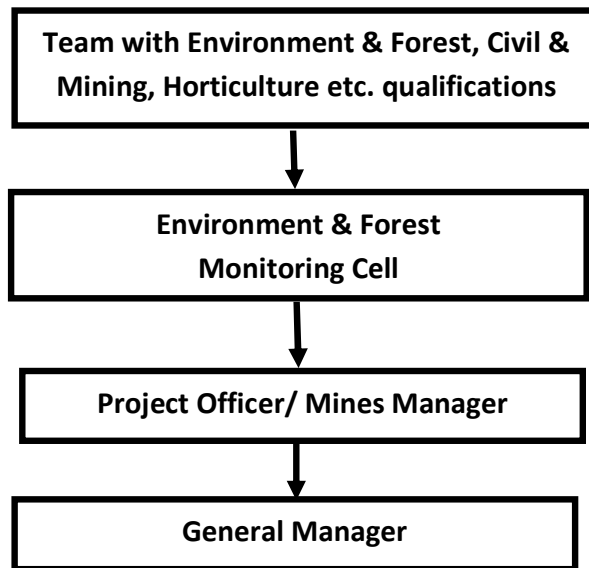 Team with Environment & Forest, Civil &
Mining, Horticulture etc. qualifications
Environment & Forest
Monitoring Cell
Project Officer/ Mines Manager
General Manager